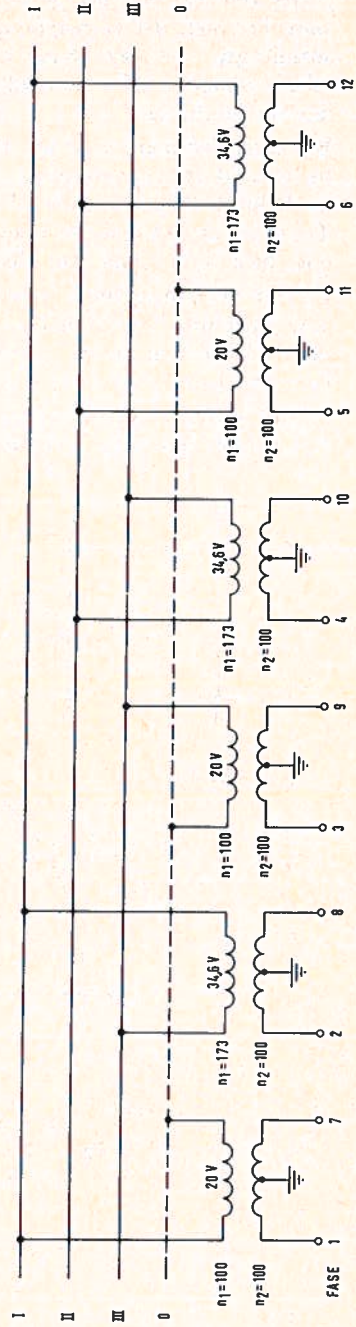 I
II
III
0
I
II
III
0
20 V
34,6 V
20 V
34,6 V
20 V
34,6 V
n1=100
n1=173
n1=100
n1=173
n1=100
n1=173
n2=100
n2=100
n2=100
n2=100
n2=100
n2=100
FASE 1 7 2 8 3 9 4 10 5 11 6 12